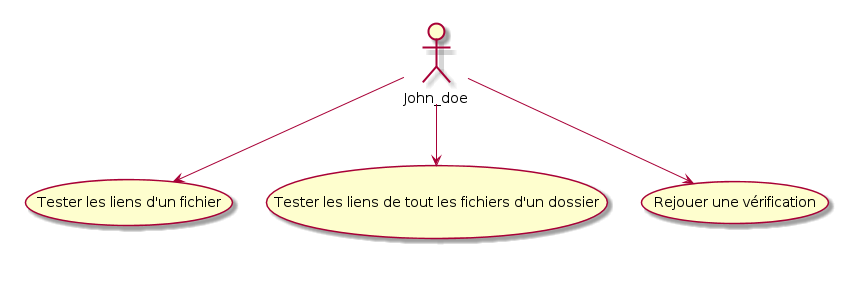 John_doe
Tester les liens d'un fichier
Tester les liens de tout les fichiers d'un dossier
Rejouer une vérification